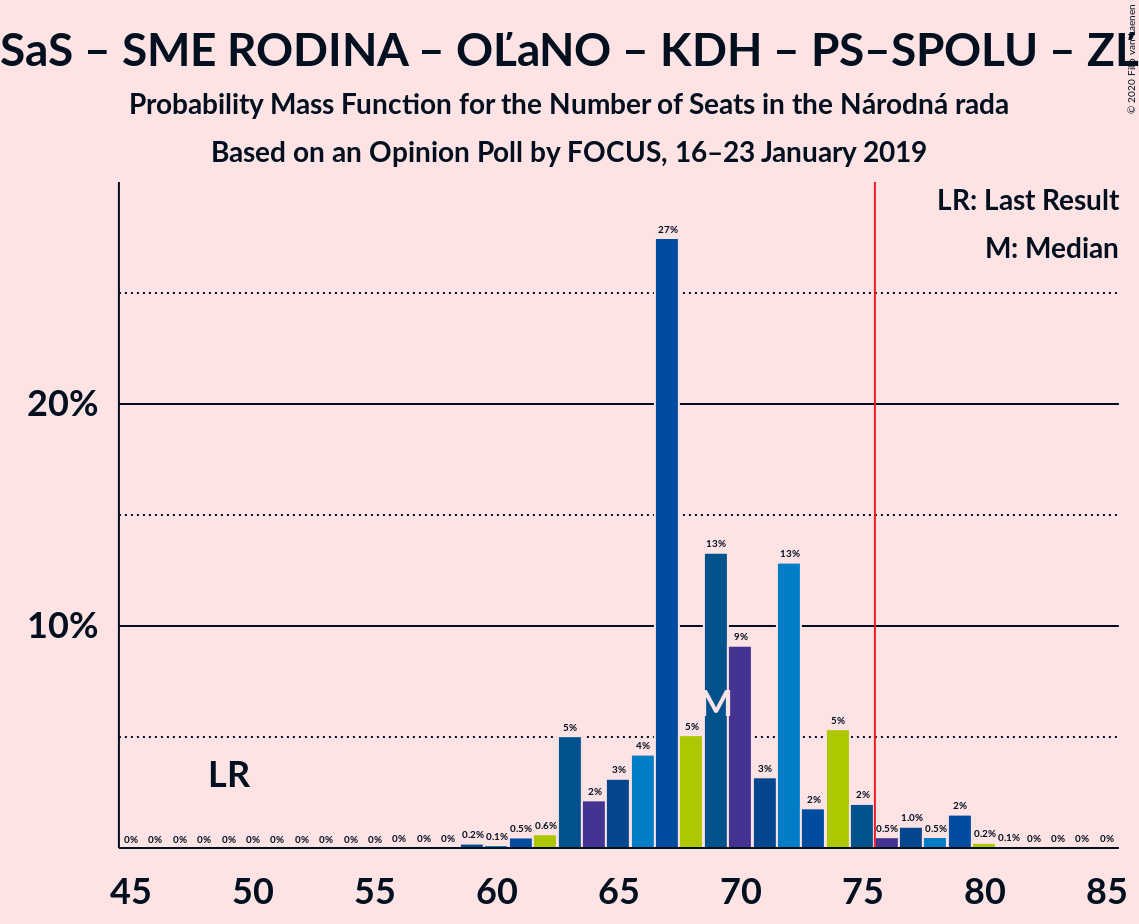 SaS – SME RODINA – OĽaNO – KDH – PS–SPOLU – ZĽ
Probability Mass Function for the Number of Seats in the Národná rada
Based on an Opinion Poll by FOCUS, 16–23 January 2019
LR: Last Result
M: Median
27%
20%
13%
13%
10%
9%
M
5%
5%
5%
4%
3%
3%
LR
2%
2%
2%
2%
0% 0% 0% 0% 0% 0% 0% 0% 0% 0% 0% 0% 0% 0% 0.2% 0.1% 0.5% 0.6% 0.5% 1.0% 0.5% 2% 0.2% 0.1% 0% 0% 0% 0%
45 50 55 60 65 70 75 80 85
© 2020